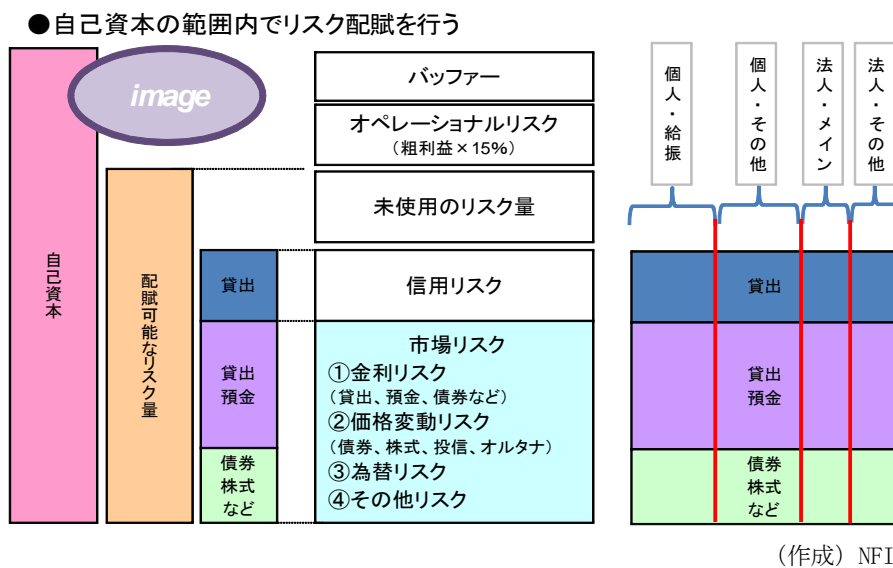 ●自己資本の範囲内でリスク配賦を行う
image
自己資本
配賦可能なリスク量
貸出
貸出
預金
債券
株式
など
バッファー
オペレーショナルリスク
（粗利益×15%）
未使用のリスク量
信用リスク
市場リスク
①金利リスク
（貸出、預金、債券など）
②価格変動リスク
（債券、株式、投信、オルタナ）
③為替リスク
④その他リスク
個人・給振
個人・その他
法人・メイン
法人・その他
貸出
貸出
預金
債券
株式
など
（作成）NFI